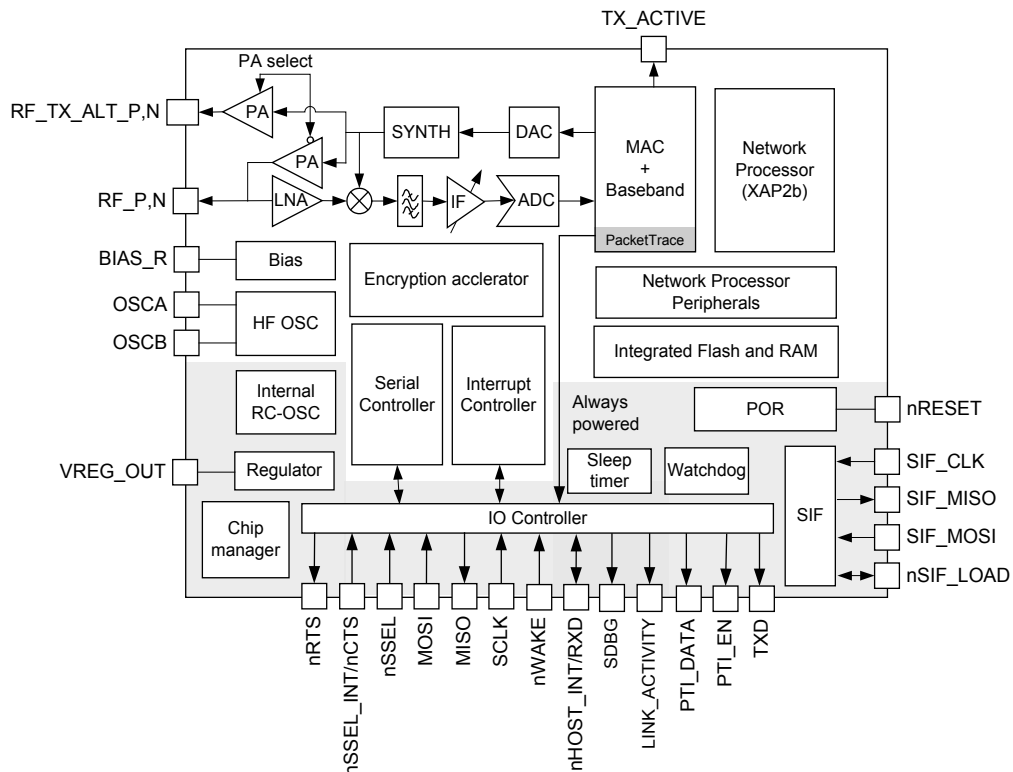 TX_ACTIVE
PA select
RF_TX_ALT_P,N
PA
SYNTH
DAC
MAC
+
Baseband
Network
Processor
(XAP2b)
PA
RF_P,N
LNA
IF
ADC
PacketTrace
BIAS_R
Bias
Encryption acclerator
Network Processor
Peripherals
OSCA
HF OSC
OSCB
Integrated Flash and RAM
Serial
Controller
Interrupt
Controller
Internal
RC-OSC
Always
powered
POR
nRESET
VREG_OUT
Regulator
Sleep
timer
Watchdog
SIF_CLK
SIF_MISO
SIF
SIF_MOSI
nSIF_LOAD
Chip
manager
IO Controller
nRTS
nSSEL_INT/nCTS
nSSEL
MOSI
MISO
SCLK
nWAKE
nHOST_INT/RXD
SDBG
LINK_ACTIVITY
PTI_DATA
PTI_EN
TXD